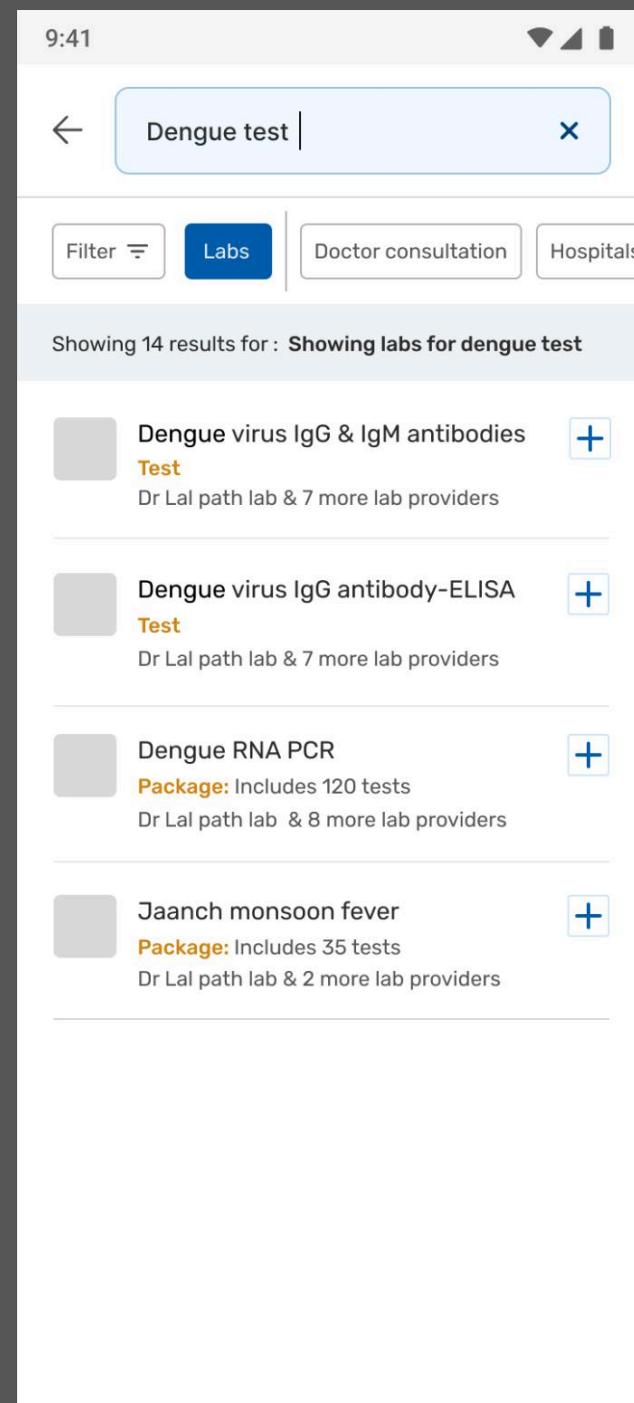 9:41
Dengue test
Filter Labs Doctor consultation Hospitals
Showing 14 results for : Showing labs for dengue test
Dengue virus IgG & IgM antibodies
Test
Dr Lal path lab & 7 more lab providers
Dengue virus IgG antibody-ELISA
Test
Dr Lal path lab & 7 more lab providers
Dengue RNA PCR
Package: Includes 120 tests
Dr Lal path lab & 8 more lab providers
Jaanch monsoon fever
Package: Includes 35 tests
Dr Lal path lab & 2 more lab providers